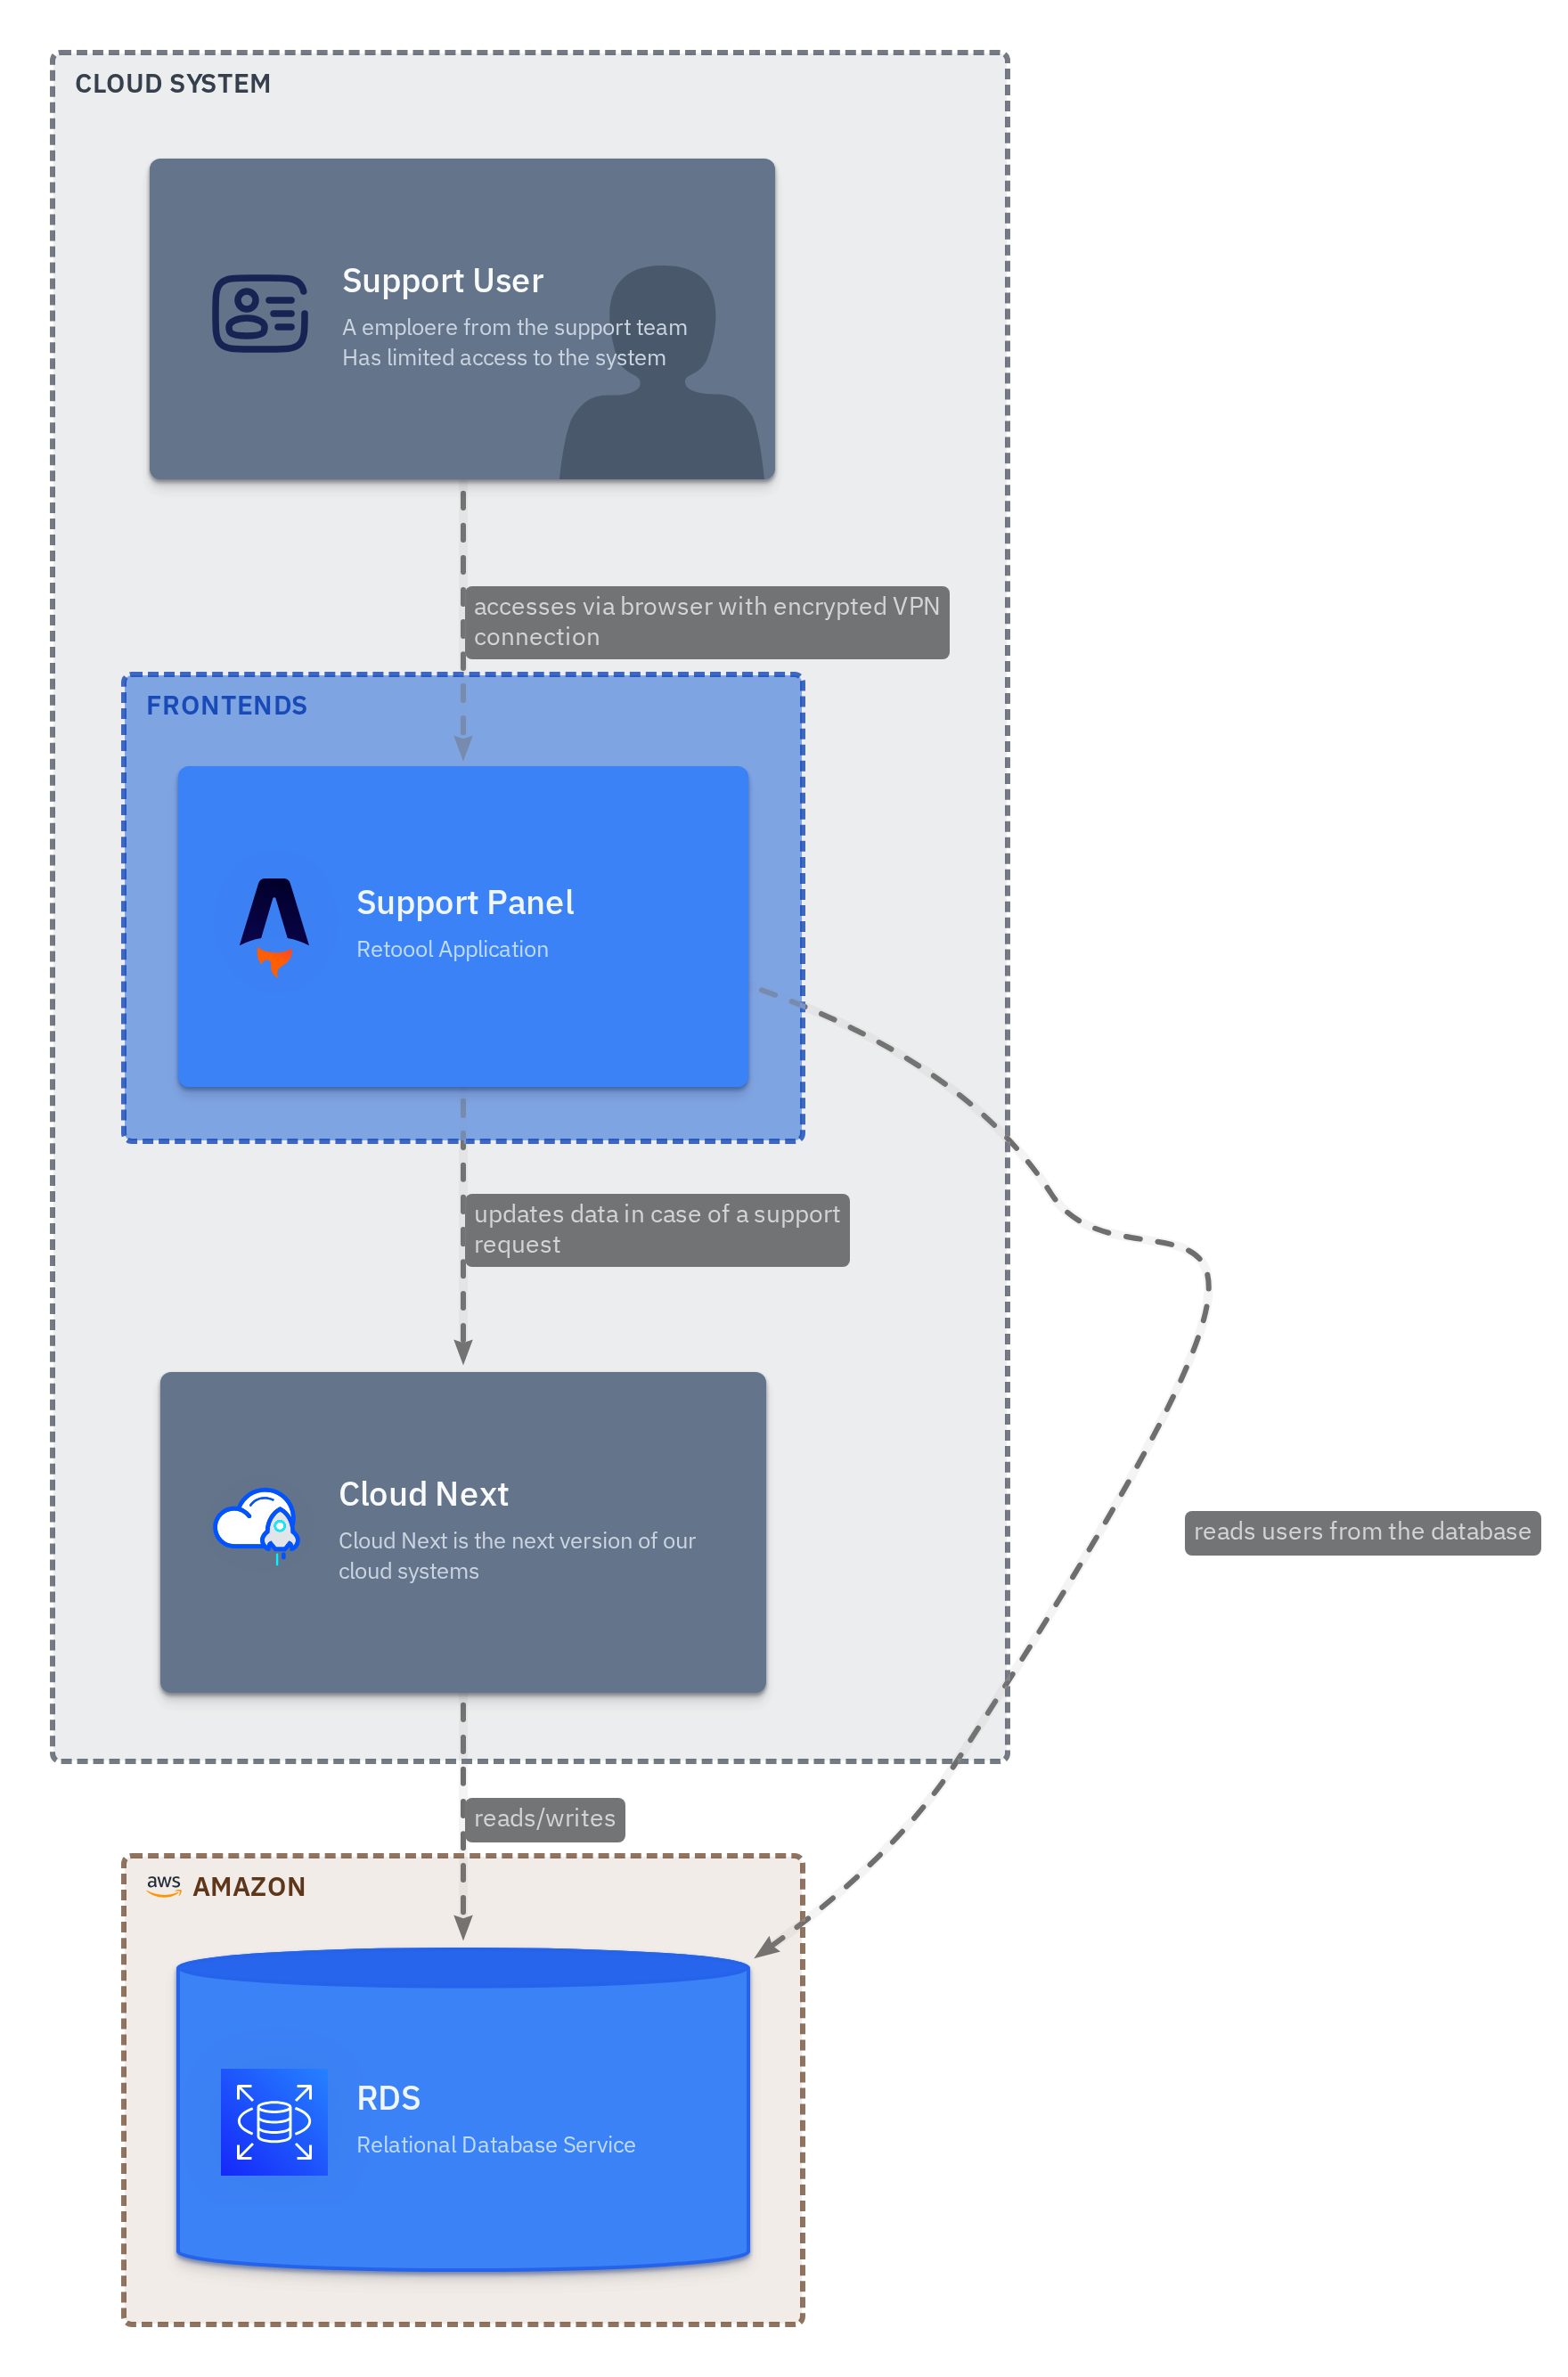 CLOUD SYSTEM
Support User
A emploere from the support team
Has limited access to the system
accesses via browser with encrypted VPN
connection
FRONTENDS
Support Panel
Retoool Application
updates data in case of a support
request
Cloud Next
Cloud Next is the next version of our
cloud systems
reads users from the database
reads/writes
aws AMAZON
RDS
Relational Database Service